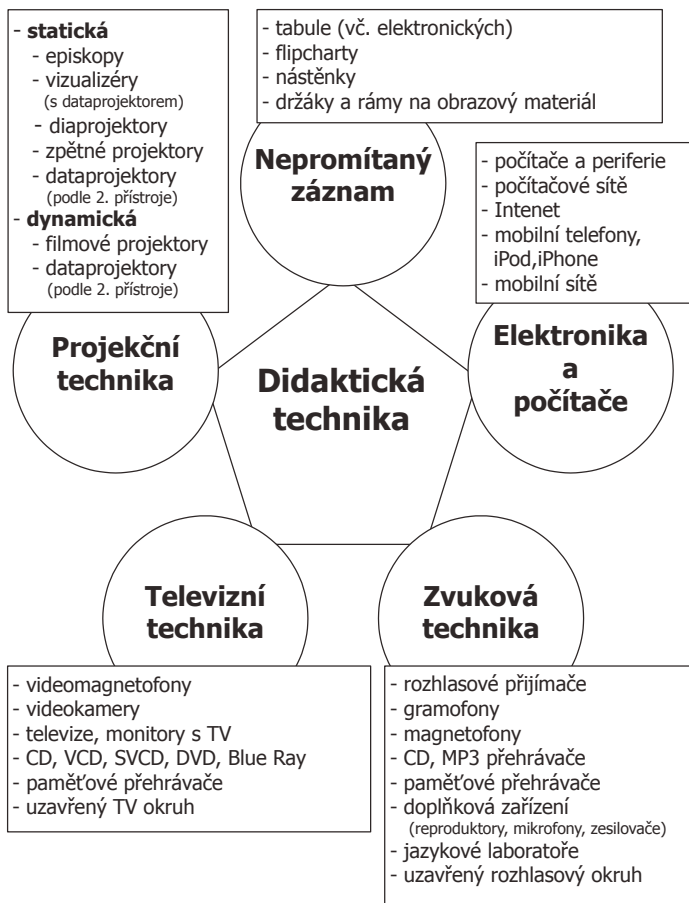 - statická
- episkopy
- vizualizéry
(s dataprojektorem)
- diaprojektory
- zpětné projektory
- dataprojektory
(podle 2. přístroje)
- dynamická
- filmové projektory
- dataprojektory
(podle 2. přístroje)
Projekční
technika
- tabule (vč. elektronických)
- flipcharty
- nástěnky
- držáky a rámy na obrazový materiál
Nepromítaný
záznam
- počítače a periferie
- počítačové sítě
- Intenet
- mobilní telefony,
iPod,iPhone
- mobilní sítě
Elektronika
a
počítače
Didaktická
technika
Televizní
technika
- videomagnetofony
- videokamery
- televize, monitory s TV
- CD, VCD, SVCD, DVD, Blue Ray
- paměťové přehrávače
- uzavřený TV okruh
Zvuková
technika
- rozhlasové přijímače
- gramofony
- magnetofony
- CD, MP3 přehrávače
- paměťové přehrávače
- doplňková zařízení
(reproduktory, mikrofony, zesilovače)
- jazykové laboratoře
- uzavřený rozhlasový okruh